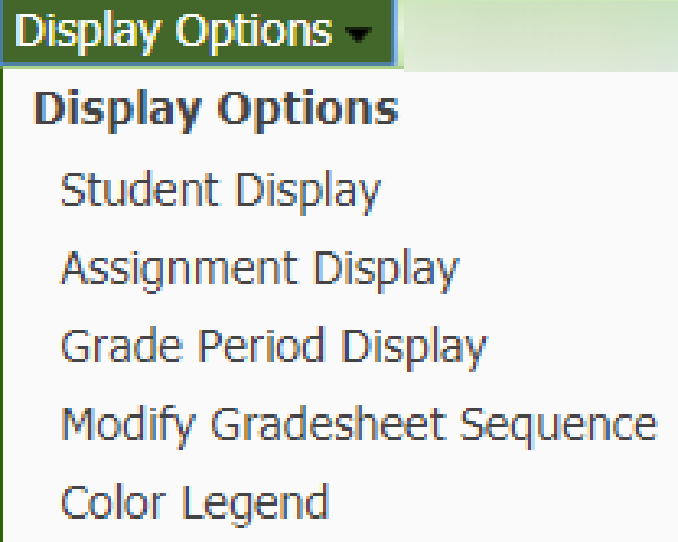 Display Options
Display Options
Student Display
Assignment Display
Grade Period Display
Modify Gradesheet Sequence
Color Legend